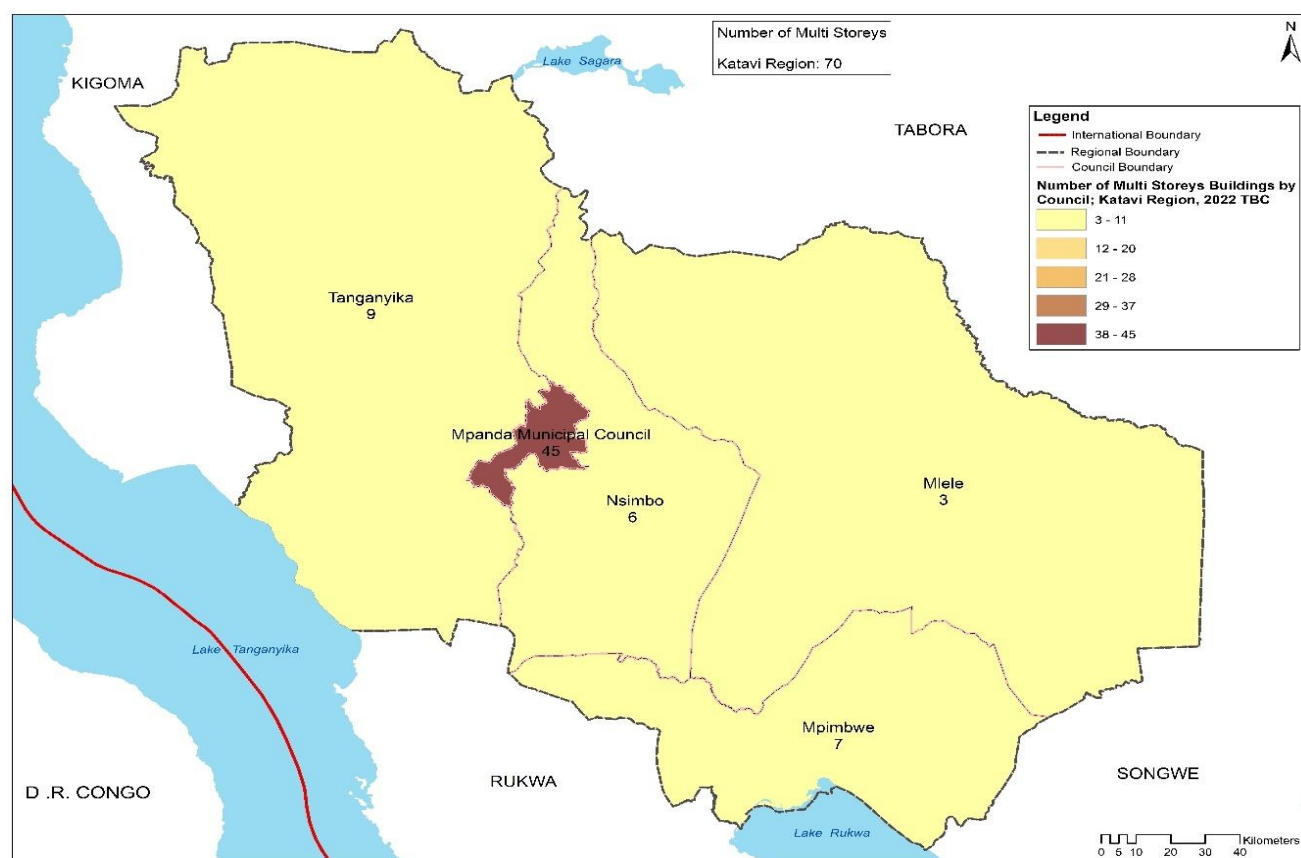 Number of Multi Storeys
Katavi Region: 70
N
Lake Sagara
KIGOMA
TABORA
Legend
International Boundary
Regional Boundary
Council Boundary
Number of Multi Storeys Buildings by
Council; Katavi Region, 2022 TBC
3 - 11
12 - 20
21 - 28
29 - 37
38 - 45
Tanganyika
9
Mpanda Municipal Council
45
Nsimbo
6
Mlele
3
Lake Tanganyika
Mpimbwe
7
RUKWA
SONGWE
D .R. CONGO
Lake Rukwa
Kilometers
0 5 10 20 30 40